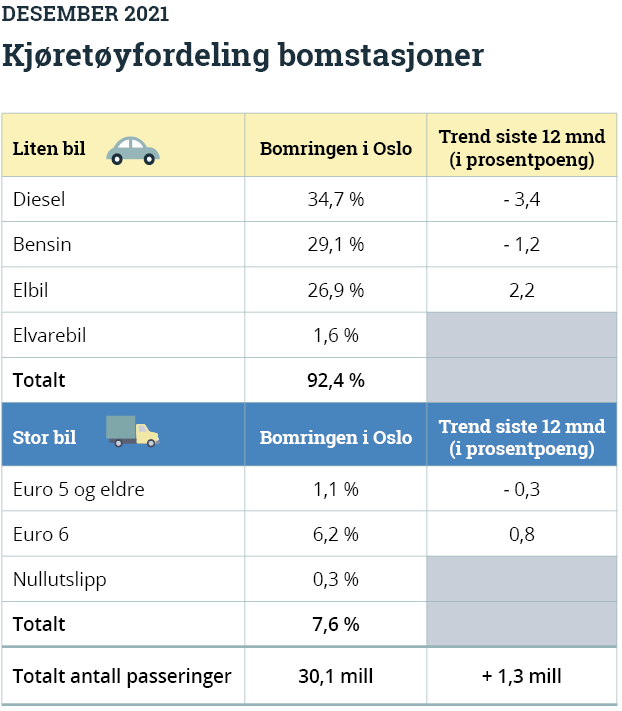 DESEMBER 2021
Kjøretøyfordeling bomstasjoner
Liten bil Bomringen i Oslo Trend siste 12 mnd
(i prosentpoeng)
Diesel 34,7 % - 3,4
Bensin 29,1 % - 1,2
Elbil 26,9 % 2,2
Elvarebil 1,6 %
Totalt 92,4 %
Stor bil Bomringen i Oslo Trend siste 12 mnd
(i prosentpoeng)
Euro 5 og eldre 1,1 % - 0,3
Euro 6 6,2 % 0,8
Nullutslipp 0,3 %
Totalt 7,6 %
Totalt antall passeringer 30,1 mill + 1,3 mill